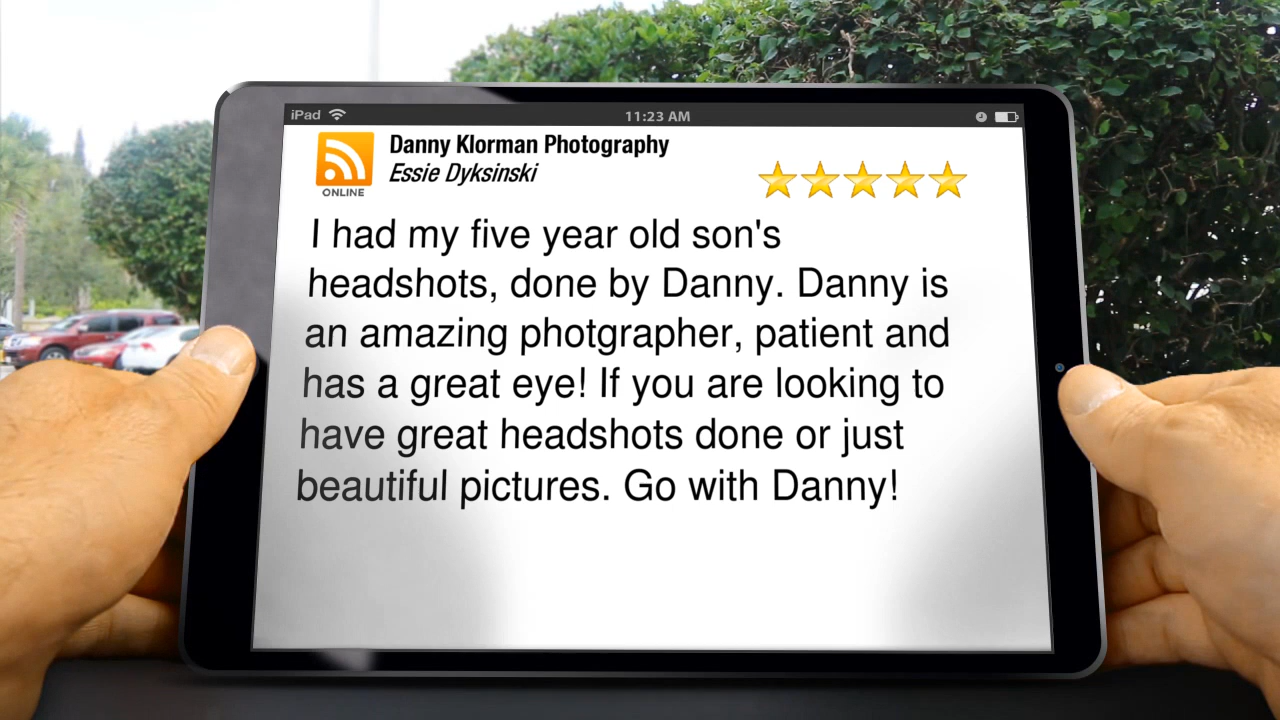 iPad 11:23 AM
Danny Klorman Photography
Essie Dyksinski
ONLINE
I had my five year old son's
headshots, done by Danny. Danny is
an amazing photgrapher, patient and
has a great eye! If you are looking to
have great headshots done or just
beautiful pictures. Go with Danny!